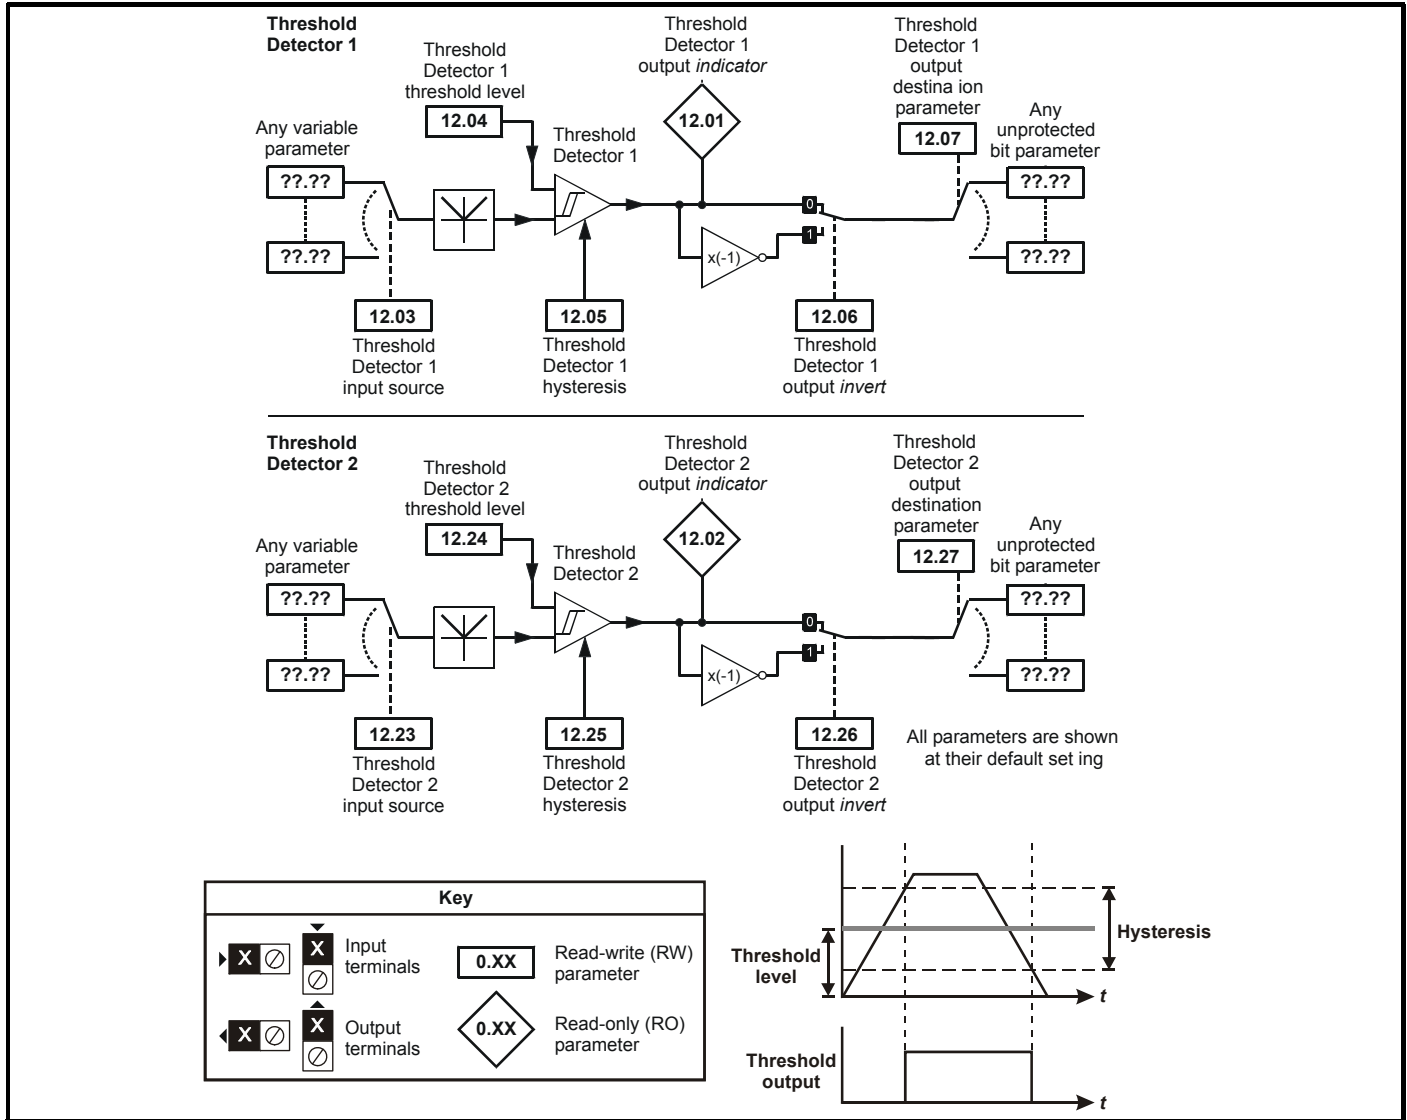 Threshold
Detector 1
Threshold
Detector 1
threshold level
12.04
Threshold
Detector 1
output indicator
12.01
Threshold
Detector 1
output
destina ion
parameter
12.07
Any variable
parameter
??.??
??.??
Threshold
Detector 1
Any
unprotected
bit parameter
??.??
??.??
0
1
x(-1)
12.03
Threshold
Detector 1
input source
12.05
Threshold
Detector 1
hysteresis
12.06
Threshold
Detector 1
output invert
Threshold
Detector 2
Threshold
Detector 2
threshold level
12.24
Threshold
Detector 2
output indicator
12.02
Threshold
Detector 2
output
destination
parameter
12.27
Any variable
parameter
??.??
??.??
Threshold
Detector 2
Any
unprotected
bit parameter
??.??
??.??
0
1
x(-1)
12.23
Threshold
Detector 2
input source
12.25
Threshold
Detector 2
hysteresis
12.26
Threshold
Detector 2
output invert
All parameters are shown
at their default set ing
Key
X
X
Input
terminals
0.XX
Read-write (RW)
parameter
X
X
Output
terminals
0.XX
Read-only (RO)
parameter
Threshold
level
Hysteresis
t
Threshold
output
t